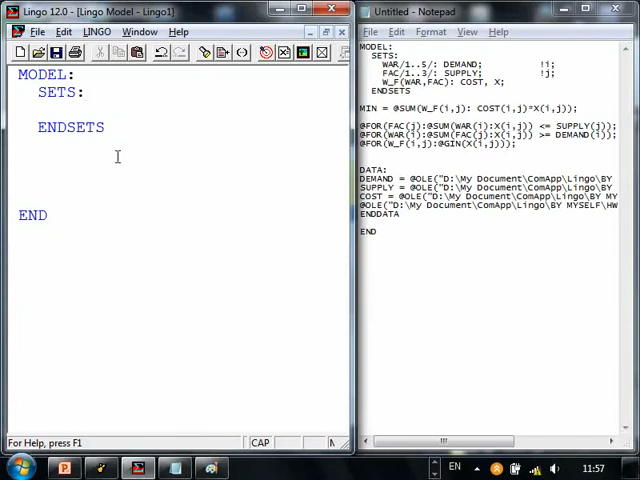 Lingo 12.0 - [Lingo Model - Lingo1]
File Edit LINGO Window Help
MODEL:
SETS:
ENDSETS
END
For Help, press F1
CAP
Untitled - Notepad
File Edit Format View Help
MODEL:
SETS:
WAR/1..5/: DEMAND; !i;
FAC/1..3/: SUPPLY; !j;
W_F(WAR,FAC): COST, X;
ENDSETS
MIN = @SUM(W_F(i,j): COST(i,j)*X(i,j));
@FOR(FAC(j):@SUM(WAR(i):X(i,j)) <= SUPPLY(j));
@FOR(WAR(i):@SUM(FAC(j):X(i,j)) >= DEMAND(i));
@FOR(W_F(i,j):@GIN(X(i,j)));
DATA:
DEMAND = @OLE("D:\My Document\ComApp\Lingo\BY
SUPPLY = @OLE("D:\My Document\ComApp\Lingo\BY
COST = @OLE("D:\My Document\ComApp\Lingo\BY MY
@OLE("D:\My Document\ComApp\Lingo\BY MYSELF\HW
ENDDATA
END
EN
11:57